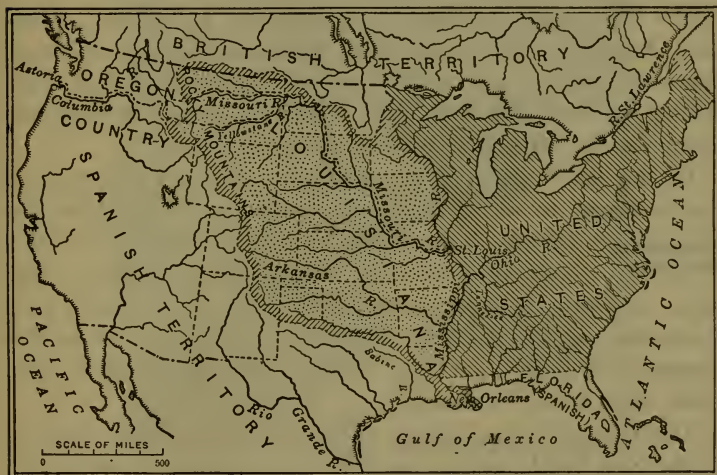 BRITISH TERRITORY
R. St. Lawrence
Astoria
OREGON
ROCKY
Missouri R.
Columbia
COUNTRY
Yellowstone
MOUNTAINS
LOUISIANA
SPANISH
TERRITORY
Missouri
R.
St. Louis
Ohio
R.
UNITED
STATES
Arkansas
R.
Mississippi
Sabine
New Orleans
FLORIDA
(SPANISH)
PACIFIC
OCEAN
ATLANTIC OCEAN
Rio
Grande R.
Gulf of Mexico
SCALE OF MILES
0 500